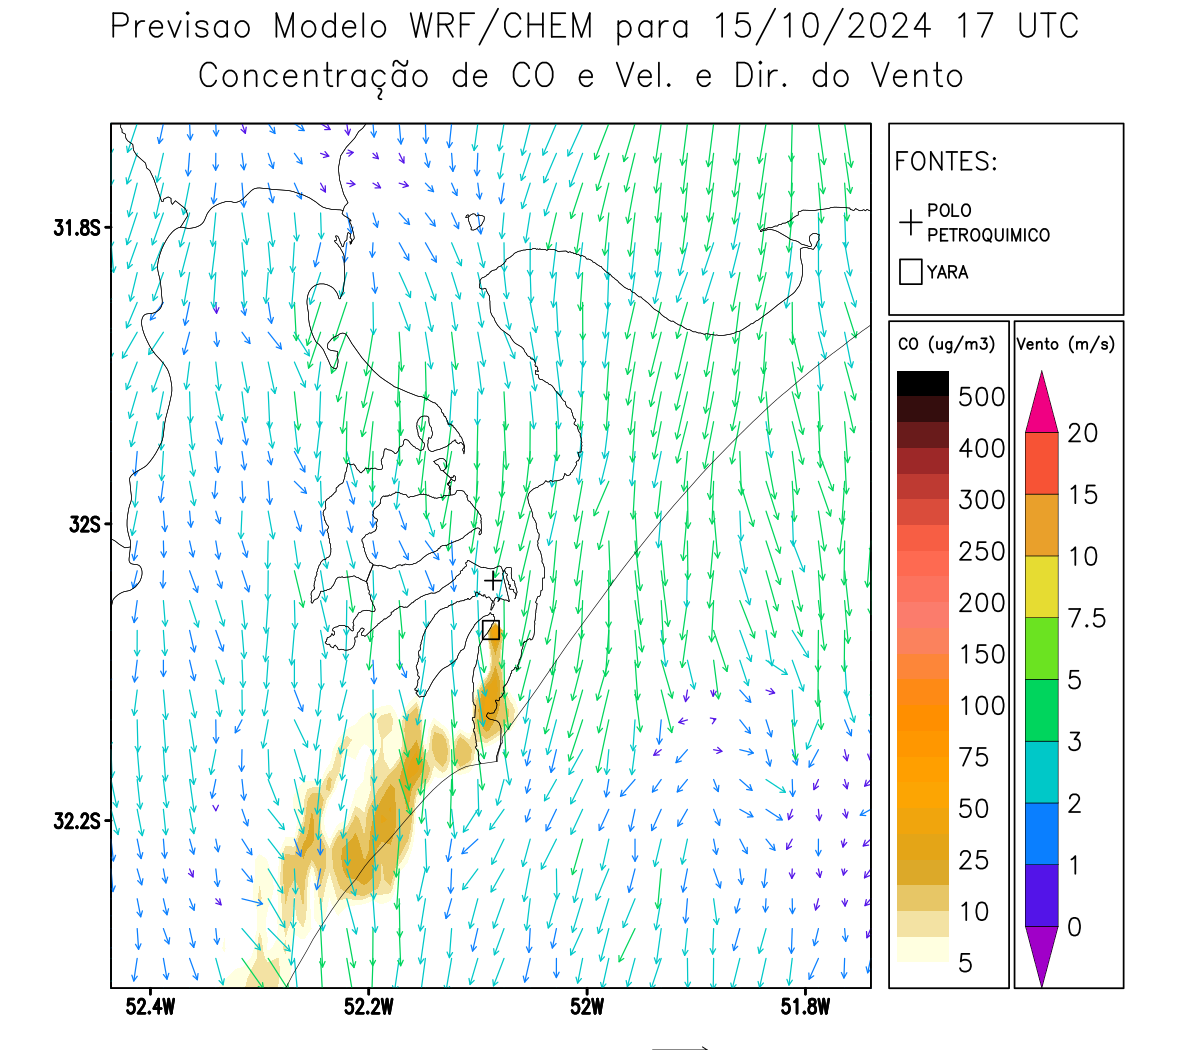 Previsao Modelo WRF/CHEM para 15/10/2024 17 UTC
Concentração de CO e Vel. e Dir. do Vento
FONTES:
POLO
PETROQUIMICO
YARA
31.8S
32S
32.2S
52.4W
52.2W
52W
51.8W
CO (ug/m3)
500
400
300
250
200
150
100
75
50
25
10
5
Vento (m/s)
20
15
10
7.5
5
3
2
1
0